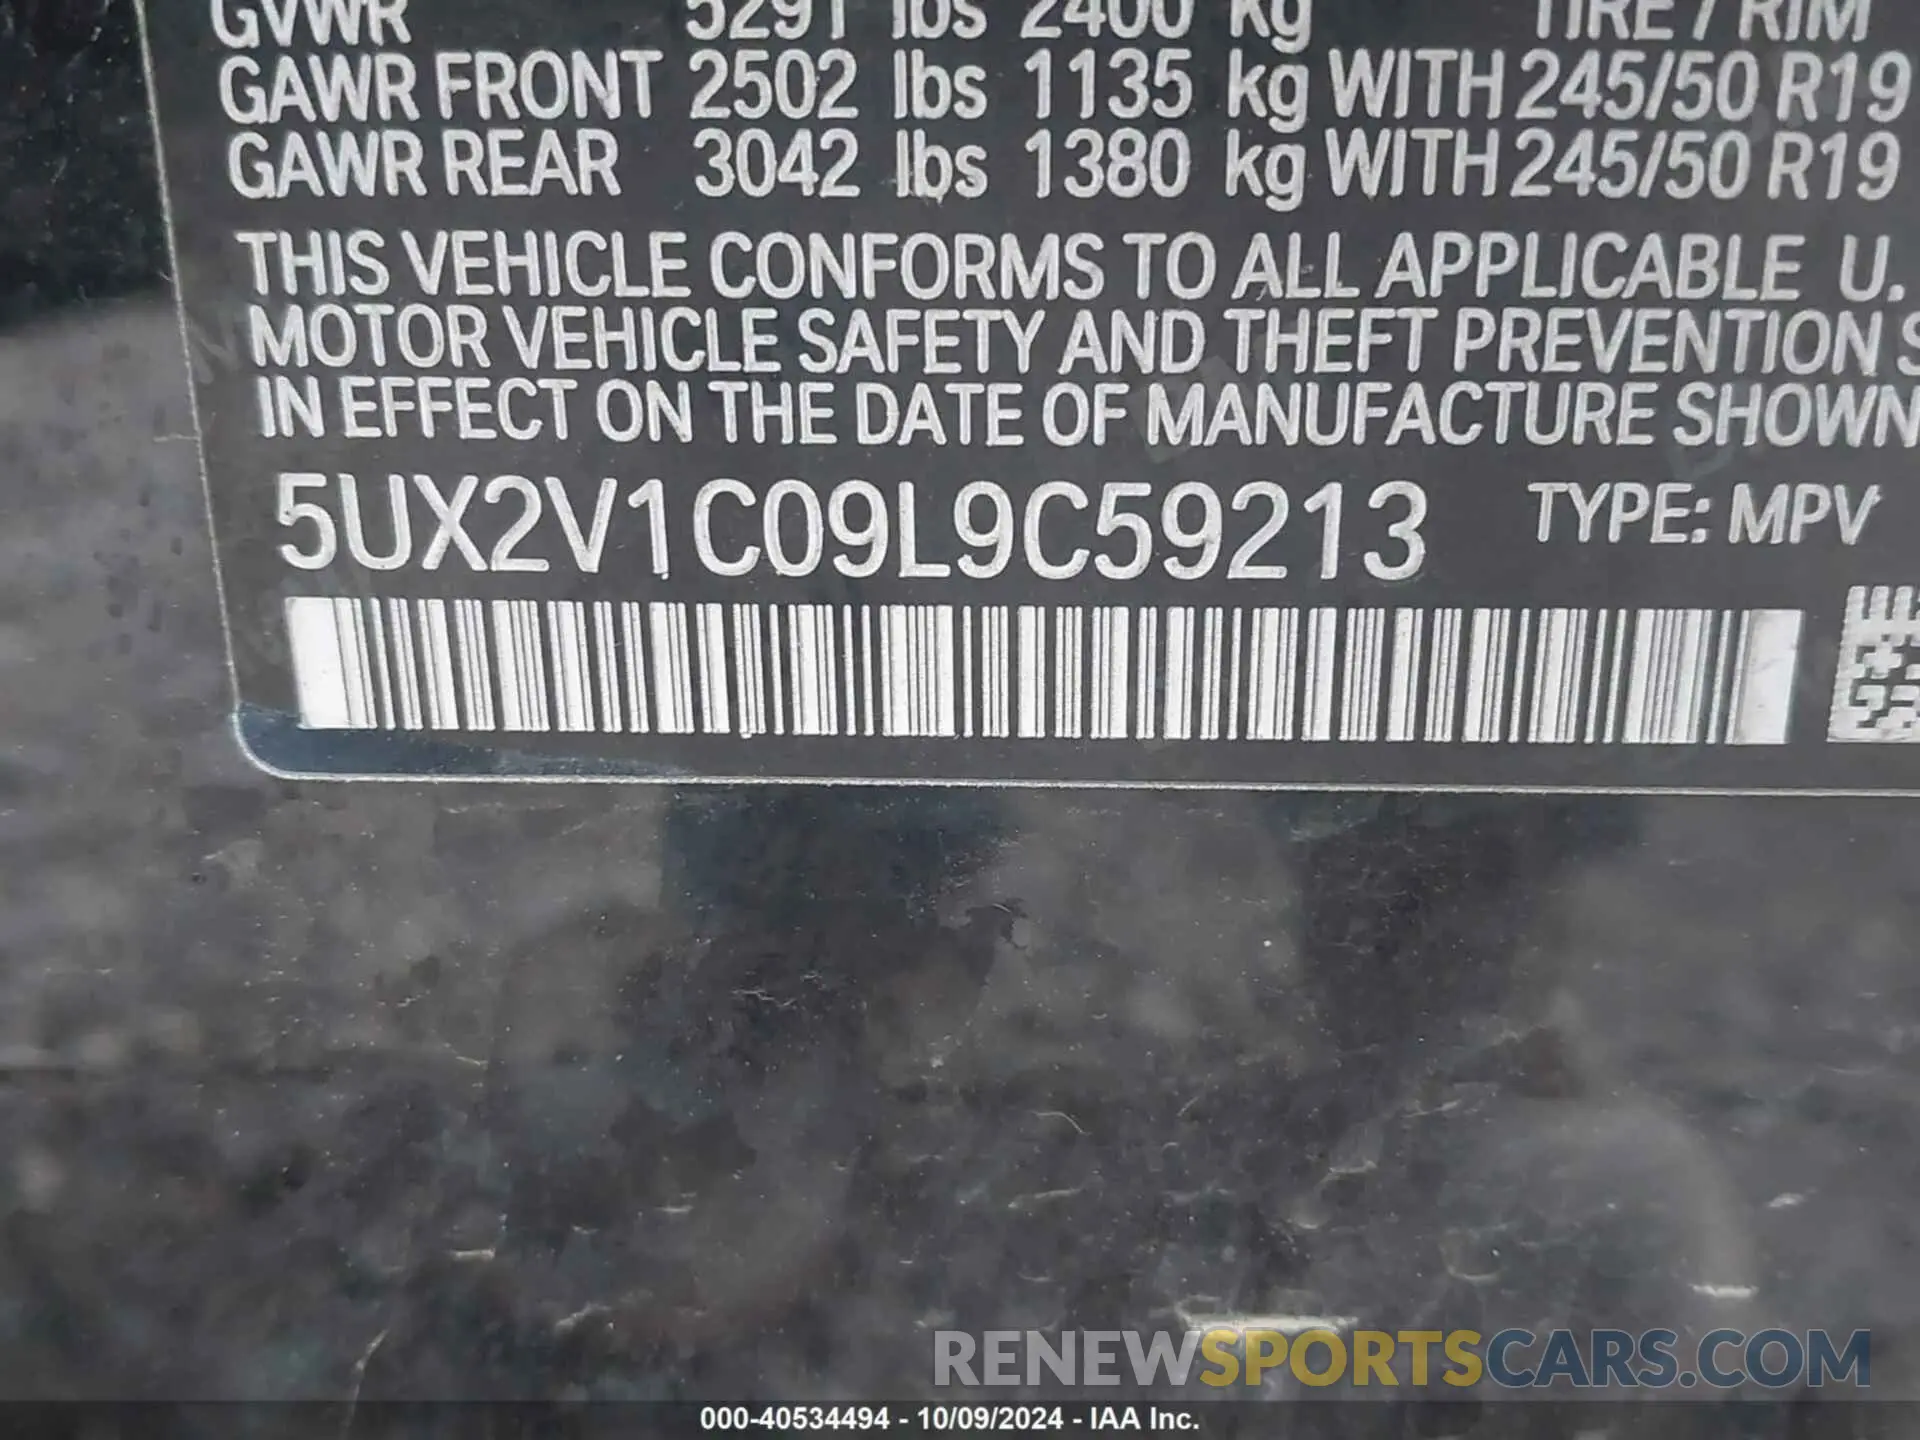 GVWR 5291 lbs 2400 kg TIRE / RIM
GAWR FRONT 2502 lbs 1135 kg WITH 245/50 R19
GAWR REAR 3042 lbs 1380 kg WITH 245/50 R19
THIS VEHICLE CONFORMS TO ALL APPLICABLE U.
MOTOR VEHICLE SAFETY AND THEFT PREVENTION S
IN EFFECT ON THE DATE OF MANUFACTURE SHOWN
5UX2V1C09L9C59213 TYPE: MPV
RENEWSPORTSCARS.COM
000-40534494 - 10/09/2024 - IAA Inc.